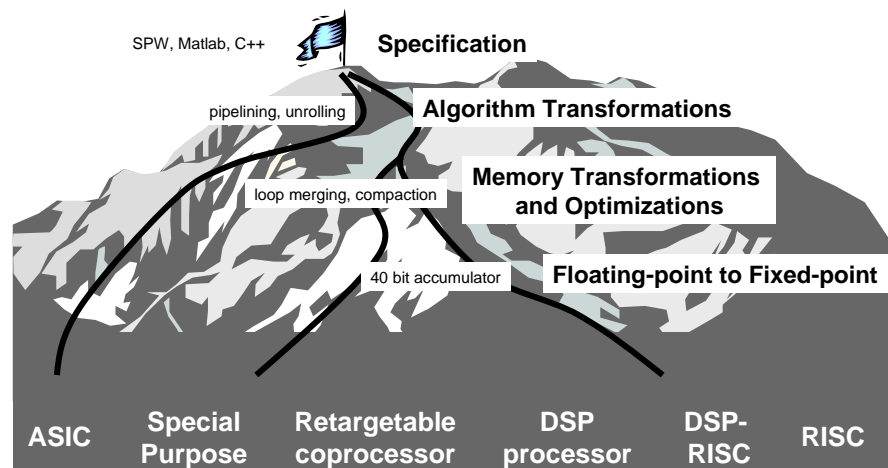 SPW, Matlab, C++
Specification
pipelining, unrolling
Algorithm Transformations
loop merging, compaction
Memory Transformations
and Optimizations
40 bit accumulator
Floating-point to Fixed-point
ASIC
Special
Purpose
Retargetable
coprocessor
DSP
processor
DSP-
RISC
RISC